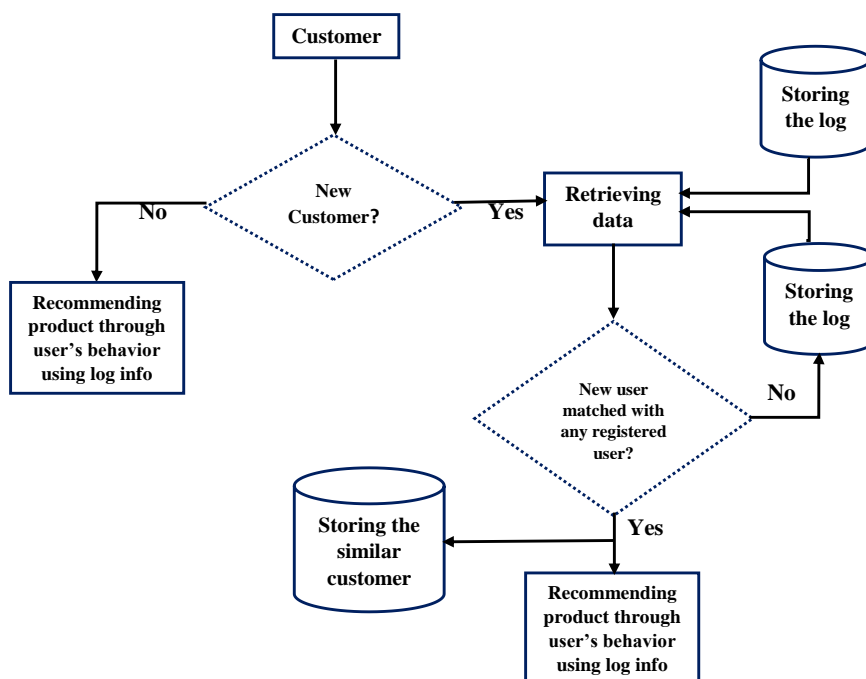 Customer
Storing
the log
New
Customer?
No
Yes
Retrieving
data
Recommending
product through
user's behavior
using log info
Storing
the log
New user
matched with
any registered
user?
No
Storing the
similar
customer
Yes
Recommending
product through
user's behavior
using log info